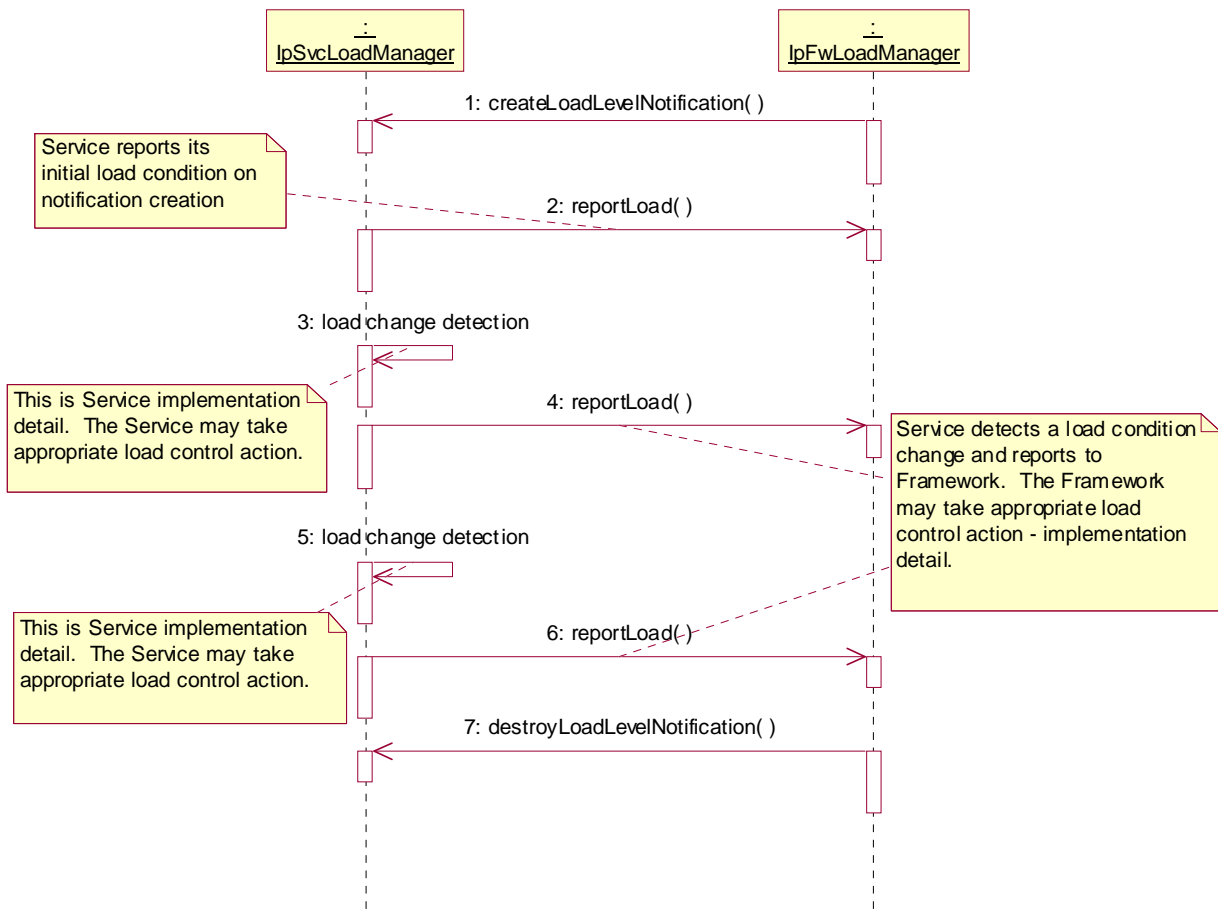 :
IpSvcLoadManager
:
IpFwLoadManager
1: createLoadLevelNotification( )
Service reports its
initial load condition on
notification creation
2: reportLoad( )
3: load change detection
This is Service implementation
detail.  The Service may take
appropriate load control action.
4: reportLoad( )
Service detects a load condition
change and reports to
Framework.  The Framework
may take appropriate load
control action - implementation
detail.
5: load change detection
This is Service implementation
detail.  The Service may take
appropriate load control action.
6: reportLoad( )
7: destroyLoadLevelNotification( )